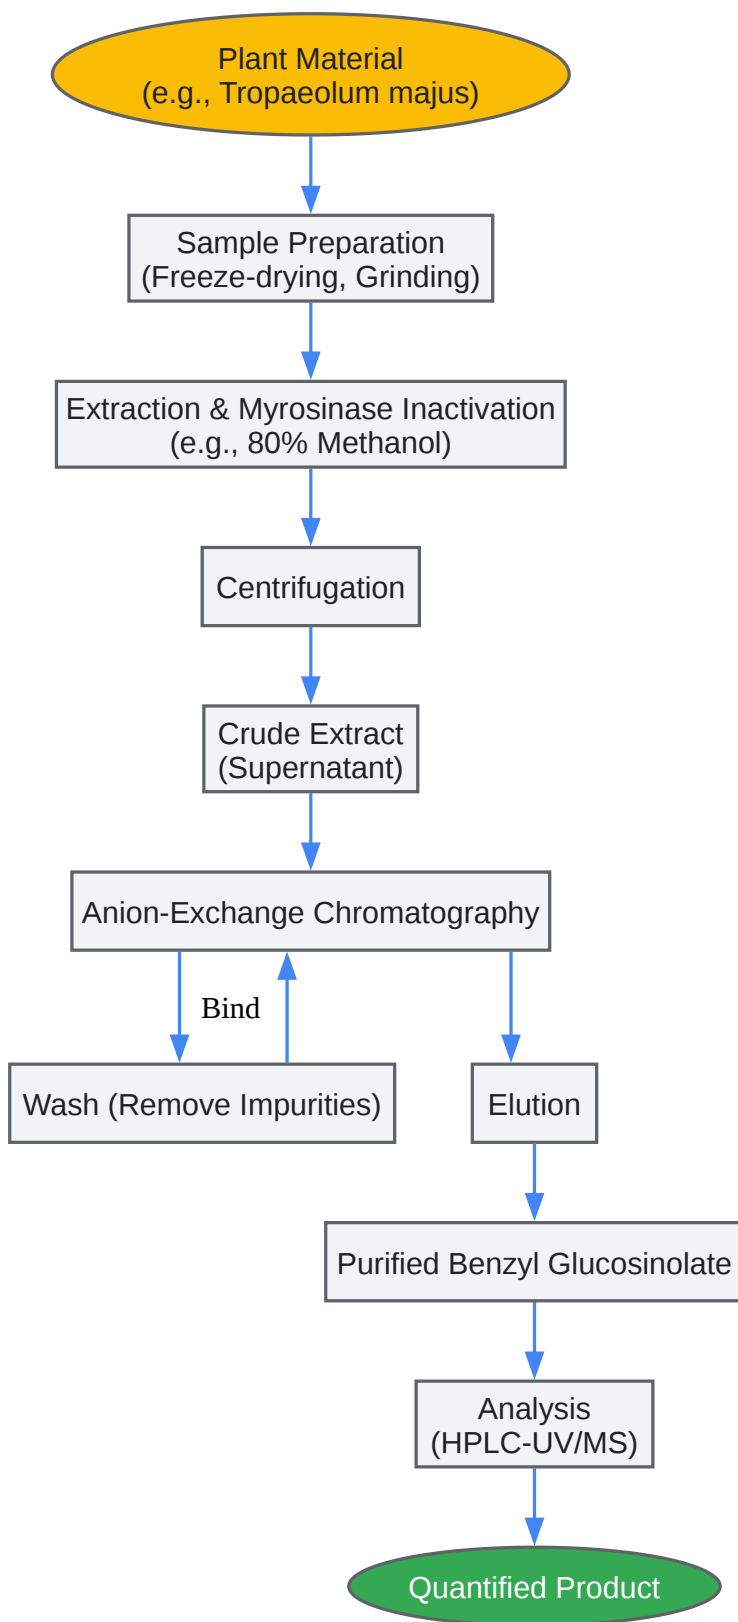 Plant Material
(e.g., Tropaeolum majus)
Sample Preparation
(Freeze-drying, Grinding)
Extraction & Myrosinase Inactivation
(e.g., 80% Methanol)
Centrifugation
Crude Extract
(Supernatant)
Anion-Exchange Chromatography
Bind
Wash (Remove Impurities)
Elution
Purified Benzyl Glucosinolate
Analysis
(HPLC-UV/MS)
Quantified Product